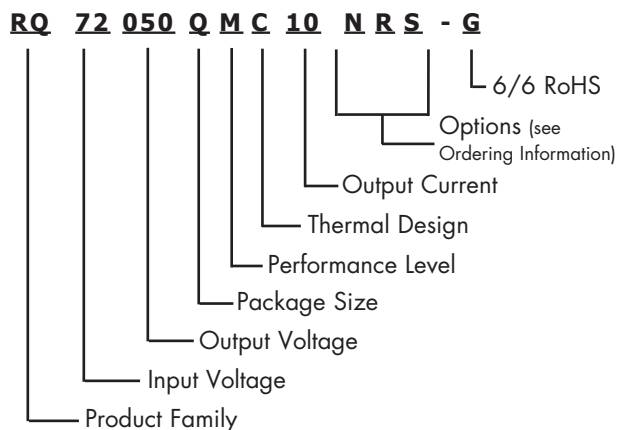 RQ 72 050 Q M C 10 N R S - G
6/6 RoHS
Options (see
Ordering Information)
Output Current
Thermal Design
Performance Level
Package Size
Output Voltage
Input Voltage
Product Family